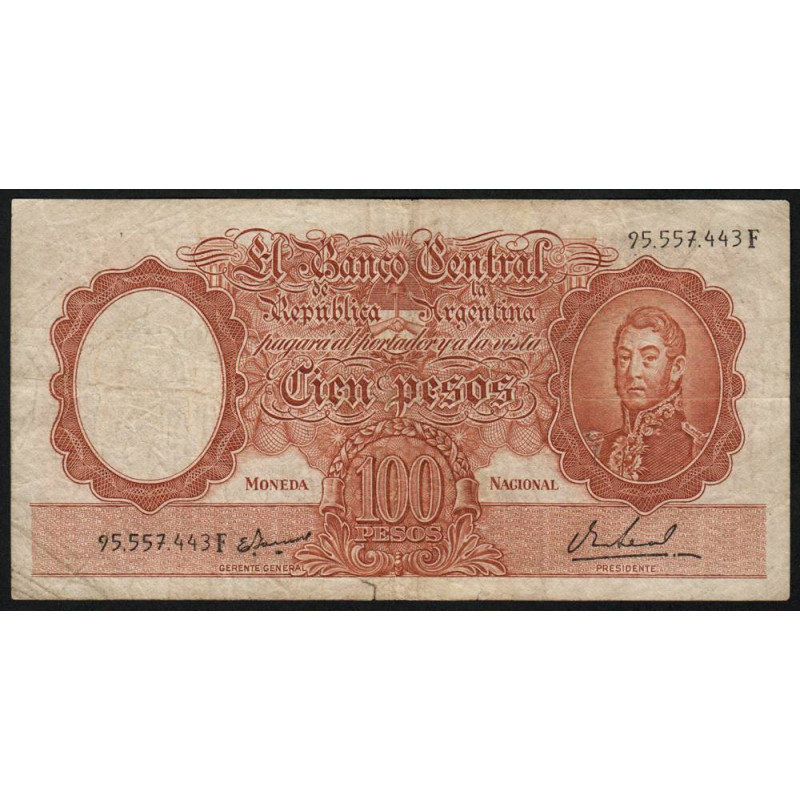 95.557.443 F
El Banco Central
de la
República Argentina
pagará al portador y a la vista
Cien pesos
MONEDA 100 NACIONAL
PESOS
95.557.443 F
GERENTE GENERAL PRESIDENTE